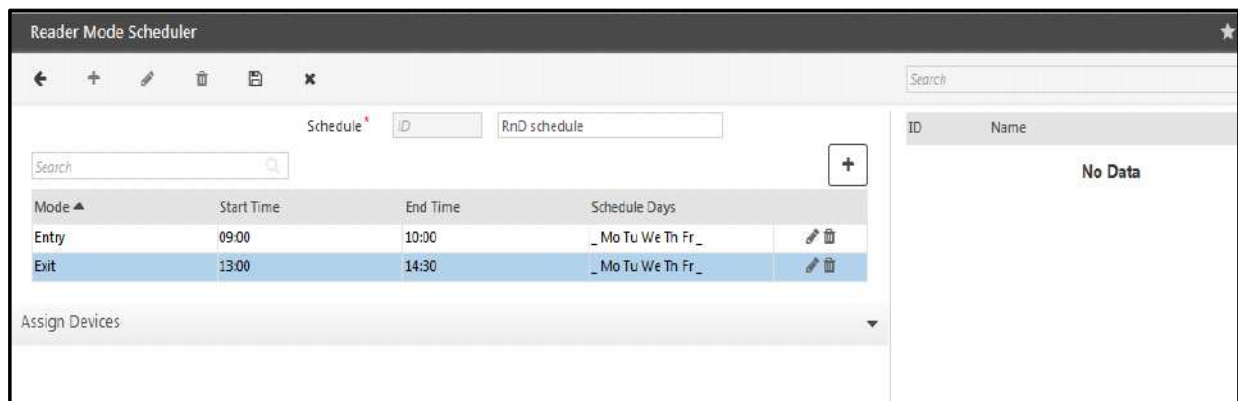 Reader Mode Scheduler
Search
Schedule* ID RnD schedule
ID Name
Search
No Data
Mode Start Time End Time Schedule Days
Entry 09:00 10:00 _ Mo Tu We Th Fr _
Exit 13:00 14:30 _ Mo Tu We Th Fr _
Assign Devices